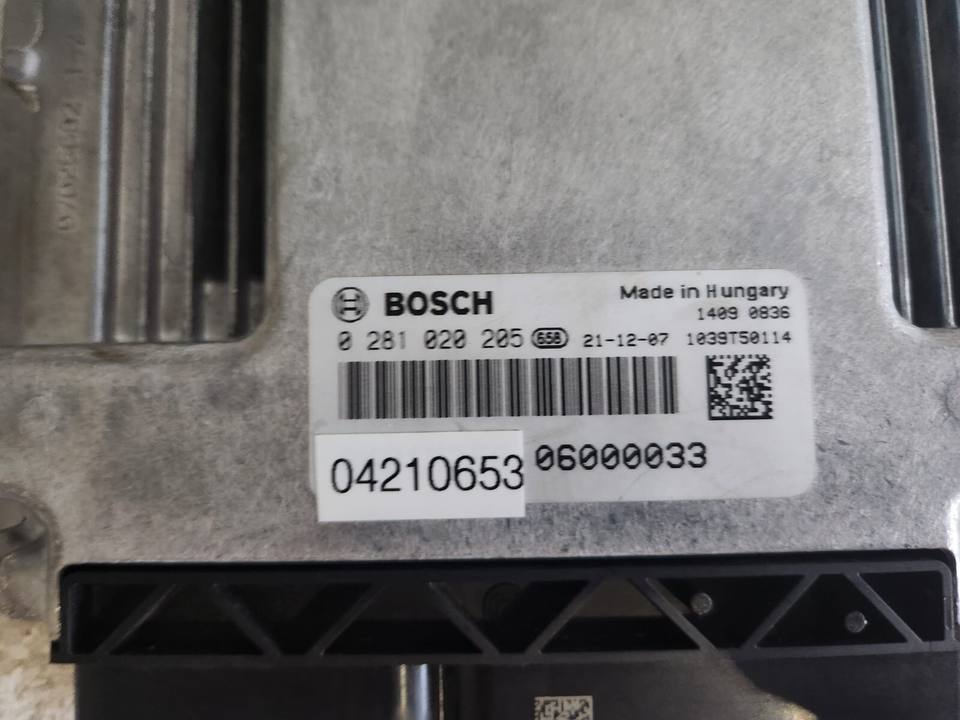 BOSCH
Made in Hungary
1409 0836
0 281 020 205 658 21-12-07 1039T50114
04210653 06000033